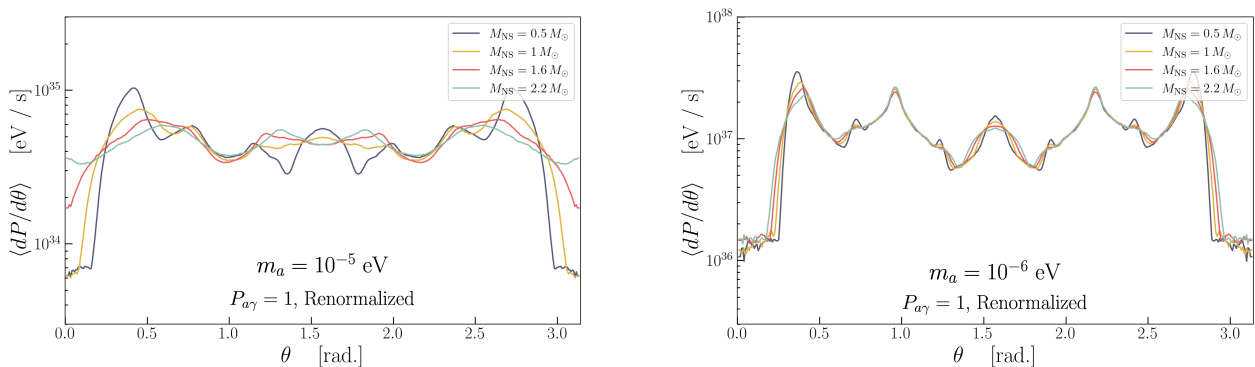 10^35
10^34
⟨dP/dθ⟩ [eV / s]
M_NS = 0.5 M_⊙
M_NS = 1 M_⊙
M_NS = 1.6 M_⊙
M_NS = 2.2 M_⊙
m_a = 10^−5 eV
P_aγ = 1, Renormalized
0.0 0.5 1.0 1.5 2.0 2.5 3.0
θ [rad.]
10^38
10^37
10^36
⟨dP/dθ⟩ [eV / s]
M_NS = 0.5 M_⊙
M_NS = 1 M_⊙
M_NS = 1.6 M_⊙
M_NS = 2.2 M_⊙
m_a = 10^−6 eV
P_aγ = 1, Renormalized
0.0 0.5 1.0 1.5 2.0 2.5 3.0
θ [rad.]